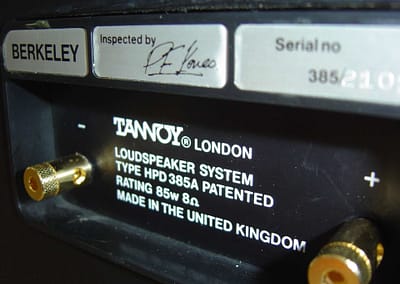 BERKELEY
Inspected by
Serial no
385/210
- TANNOY® LONDON +
LOUDSPEAKER SYSTEM
TYPE HPD 385A PATENTED
RATING 85w 8Ω
MADE IN THE UNITED KINGDOM